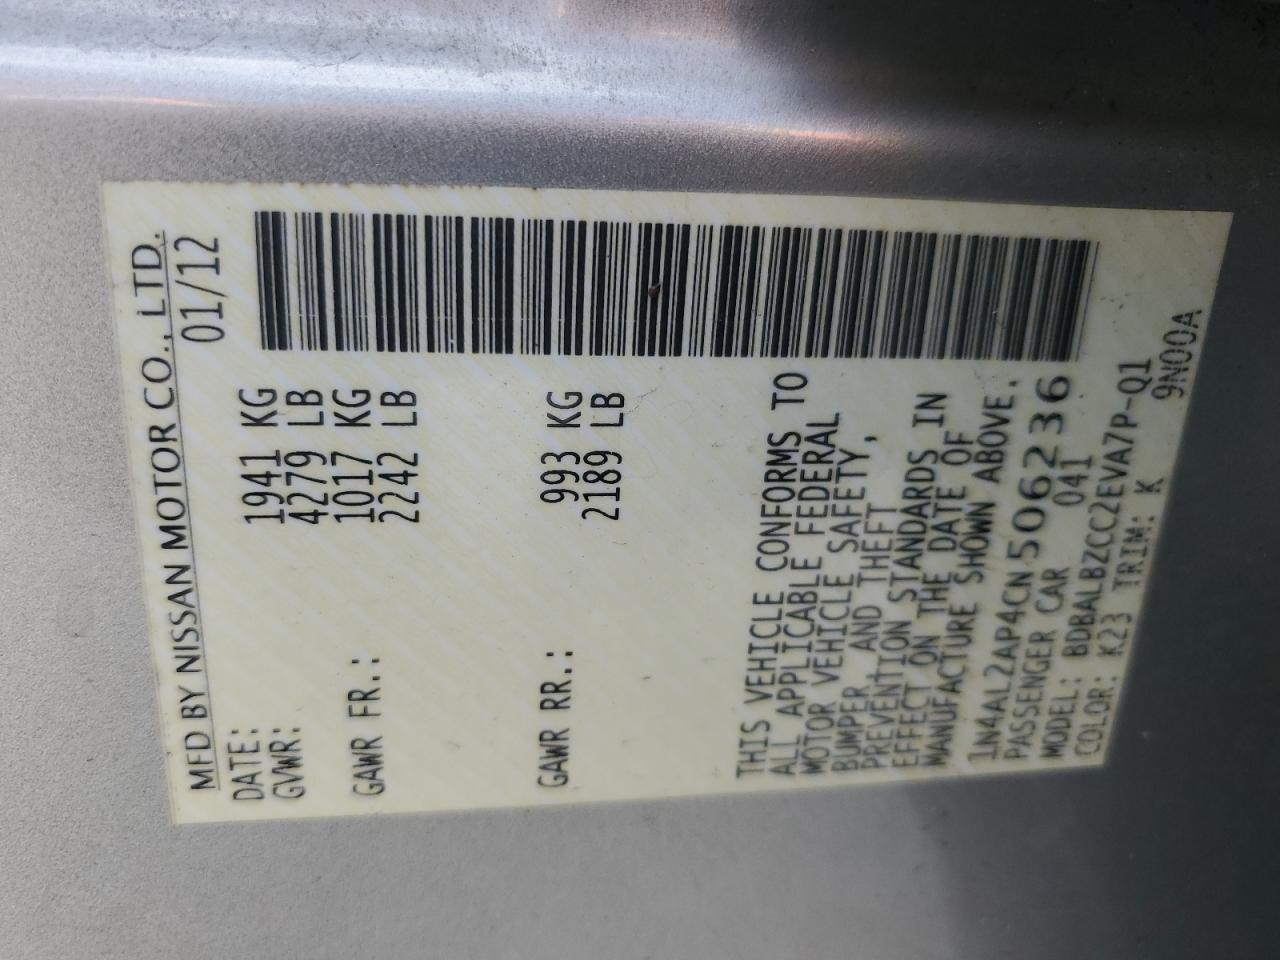 MFD BY NISSAN MOTOR CO., LTD.
DATE: 01/12
GVWR: 1941 KG
4279 LB
GAWR FR.: 1017 KG
2242 LB
GAWR RR.: 993 KG
2189 LB
THIS VEHICLE CONFORMS TO
ALL APPLICABLE FEDERAL
MOTOR VEHICLE SAFETY,
BUMPER, AND THEFT
PREVENTION STANDARDS IN
EFFECT ON THE DATE OF
MANUFACTURE SHOWN ABOVE.
1N4AL2AP4CN506236
PASSENGER CAR 041
MODEL: BDBALBZCC2EVA7P-Q1
COLOR: K23 TRIM: K 9N00A